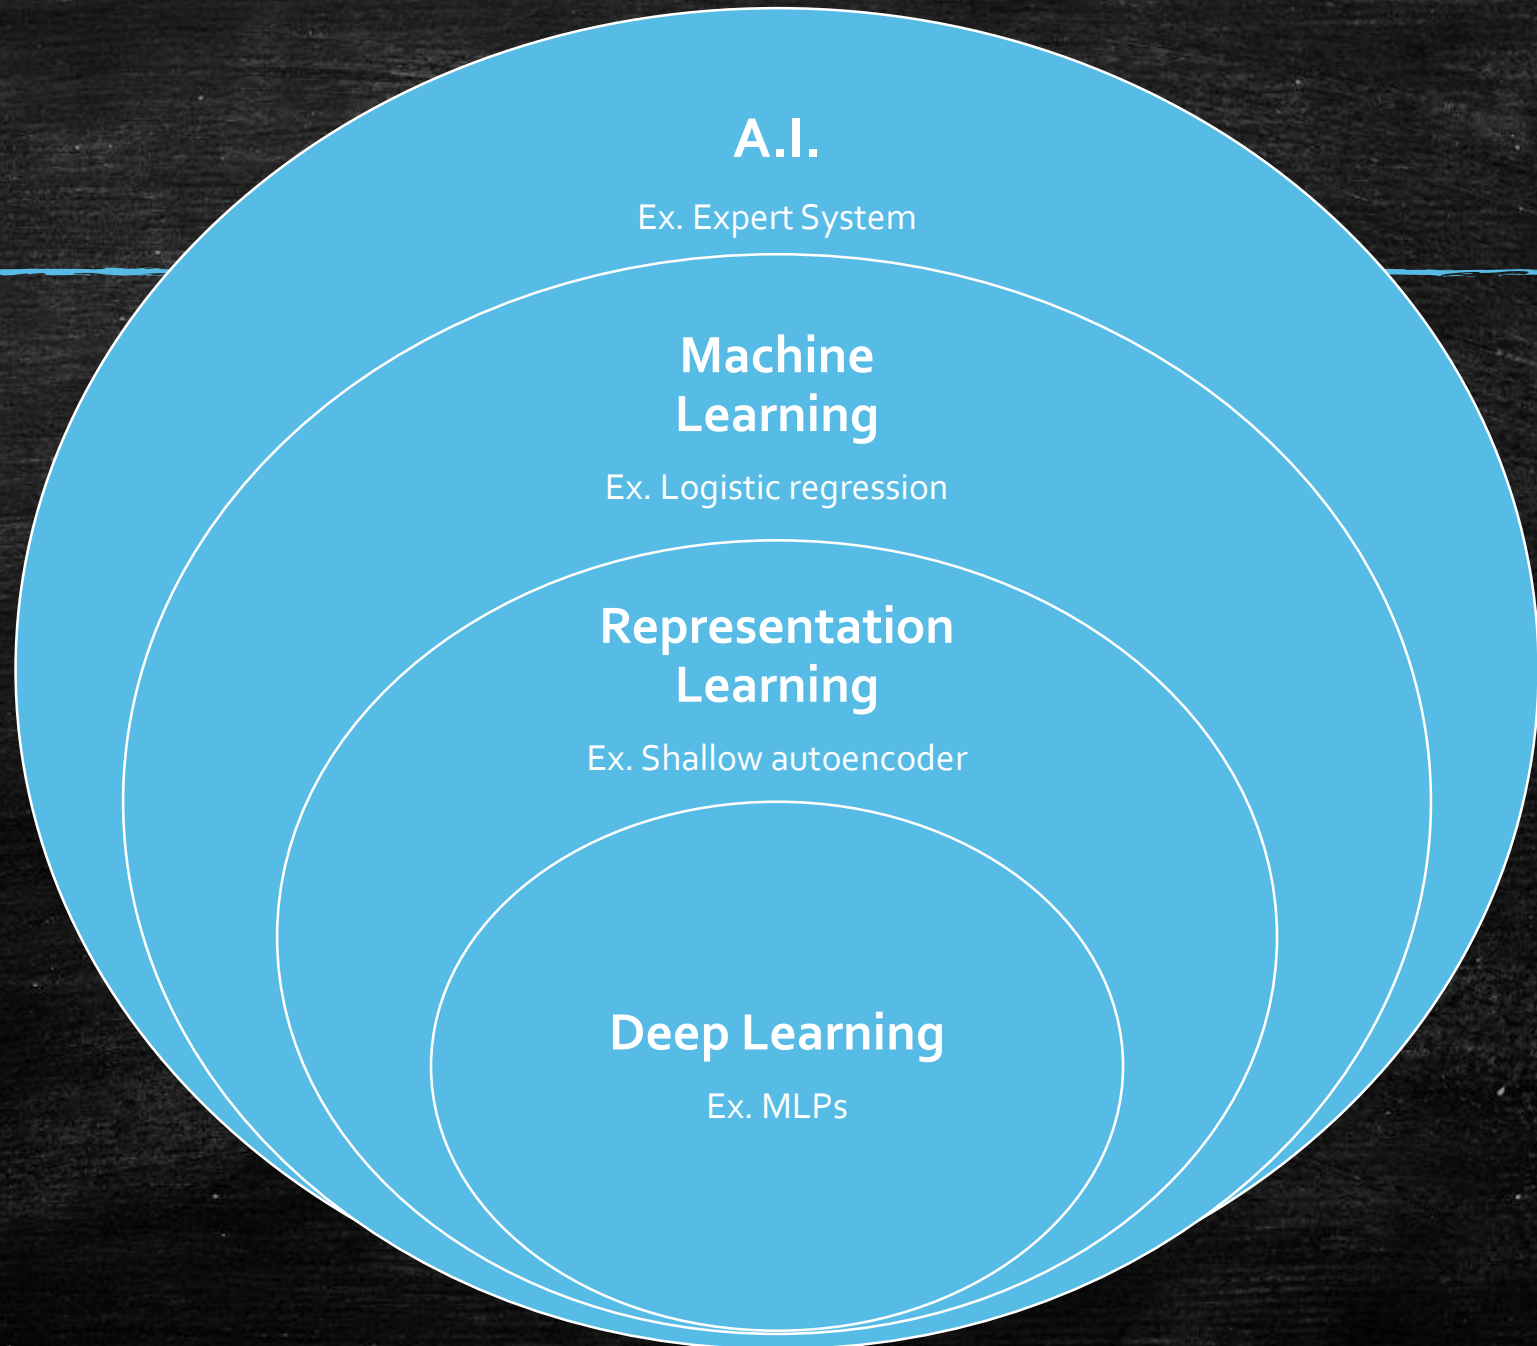 A.I.
Ex. Expert System
Machine
Learning
Ex. Logistic regression
Representation
Learning
Ex. Shallow autoencoder
Deep Learning
Ex. MLPs